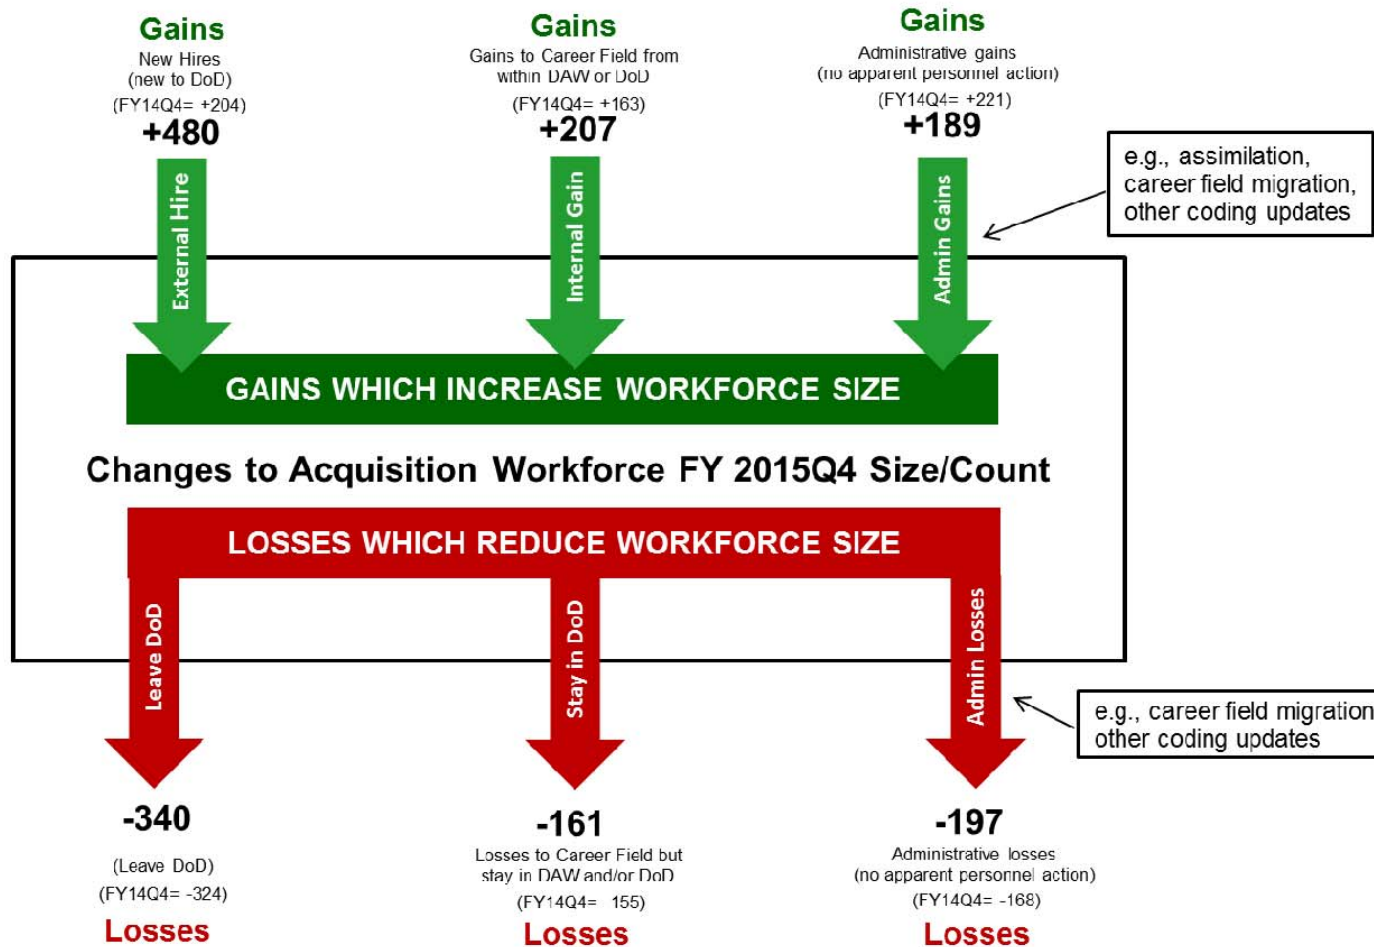 Gains
New Hires
(new to DoD)
(FY14Q4= +204)
+480
External Hire
Gains
Gains to Career Field from
within DAW or DoD
(FY14Q4= +163)
+207
Internal Gain
Gains
Administrative gains
(no apparent personnel action)
(FY14Q4= +221)
+189
Admin Gains
e.g., assimilation,
career field migration,
other coding updates
GAINS WHICH INCREASE WORKFORCE SIZE
Changes to Acquisition Workforce FY 2015Q4 Size/Count
LOSSES WHICH REDUCE WORKFORCE SIZE
Leave DoD
-340
(Leave DoD)
(FY14Q4= -324)
Losses
Stay in DoD
-161
Losses to Career Field but
stay in DAW and/or DoD
(FY14Q4= 155)
Losses
Admin Losses
e.g., career field migration
other coding updates
-197
Administrative losses
(no apparent personnel action)
(FY14Q4= -168)
Losses